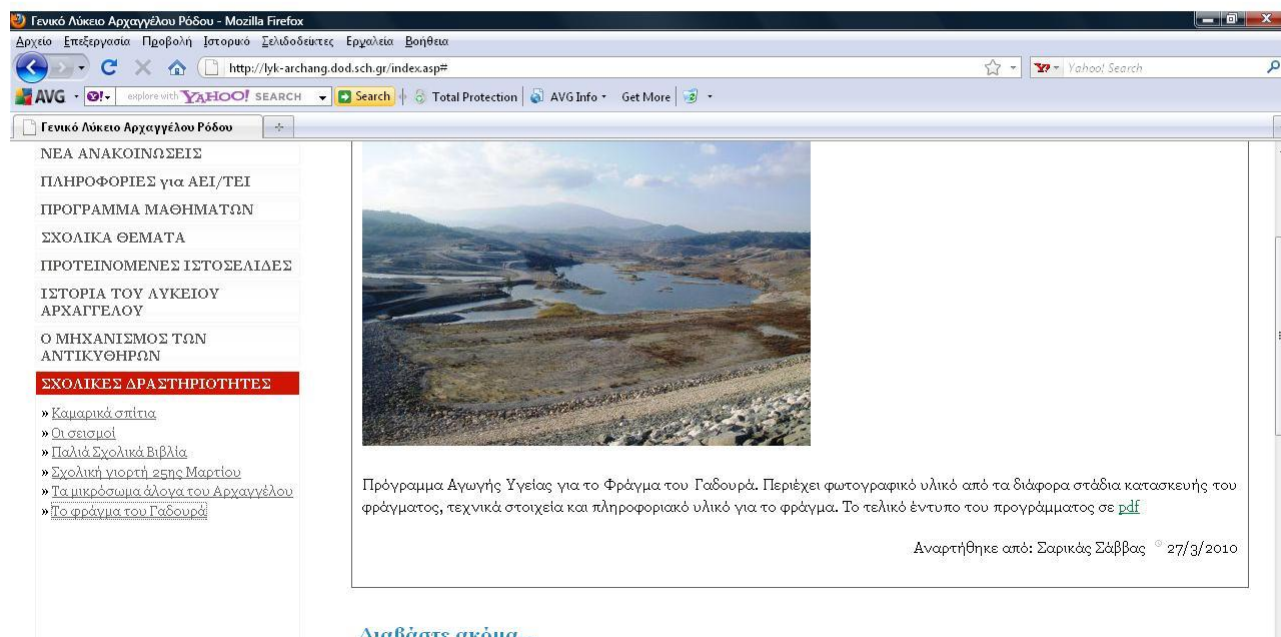 Γενικό Λύκειο Αρχαγγέλου Ρόδου - Mozilla Firefox
Αρχείο Επεξεργασία Προβολή Ιστορικό Σελιδοδείκτες Εργαλεία Βοήθεια
http://lyk-archang.dod.sch.gr/index.asp#
Yahoo! Search
AVG explore with YAHOO! SEARCH Search Total Protection AVG Info Get More
Γενικό Λύκειο Αρχαγγέλου Ρόδου
ΝΕΑ ΑΝΑΚΟΙΝΩΣΕΙΣ
ΠΛΗΡΟΦΟΡΙΕΣ για ΑΕΙ/ΤΕΙ
ΠΡΟΓΡΑΜΜΑ ΜΑΘΗΜΑΤΩΝ
ΣΧΟΛΙΚΑ ΘΕΜΑΤΑ
ΠΡΟΤΕΙΝΟΜΕΝΕΣ ΙΣΤΟΣΕΛΙΔΕΣ
ΙΣΤΟΡΙΑ ΤΟΥ ΛΥΚΕΙΟΥ
ΑΡΧΑΓΓΕΛΟΥ
Ο ΜΗΧΑΝΙΣΜΟΣ ΤΩΝ
ΑΝΤΙΚΥΘΗΡΩΝ
ΣΧΟΛΙΚΕΣ ΔΡΑΣΤΗΡΙΟΤΗΤΕΣ
» Καμαρικά σπίτια
» Οι σεισμοί
» Παλιά Σχολικά Βιβλία
» Σχολική γιορτή 25ης Μαρτίου
» Τα μικρόσωμα άλογα του Αρχαγγέλου
» Το φράγμα του Γαδουρά
Πρόγραμμα Αγωγής Υγείας για το Φράγμα του Γαδουρά. Περιέχει φωτογραφικό υλικό από τα διάφορα στάδια κατασκευής του
φράγματος, τεχνικά στοιχεία και πληροφοριακό υλικό για το φράγμα. Το τελικό έντυπο του προγράμματος σε pdf
Αναρτήθηκε από: Σαρικάς Σάββας 27/3/2010
Διαβάστε ακόμα...